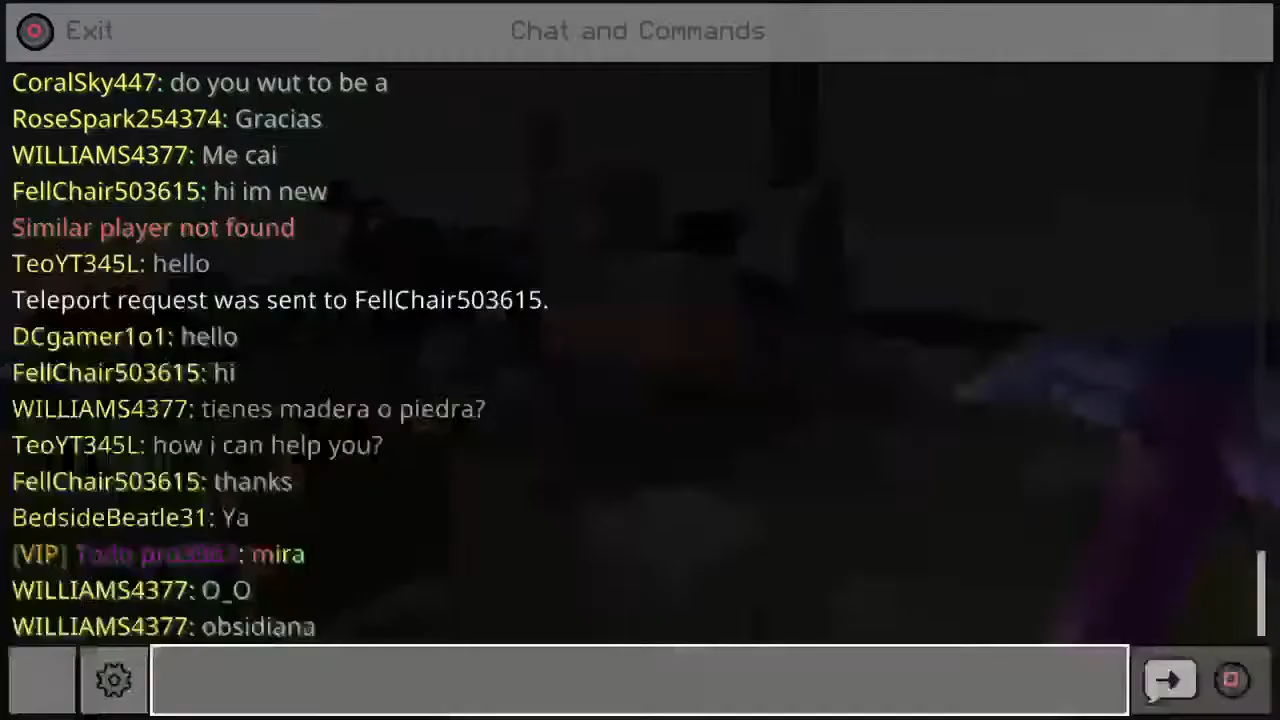 Exit
Chat and Commands
CoralSky447: do you wut to be a
RoseSpark254374: Gracias
WILLIAMS4377: Me cai
FellChair503615: hi im new
Similar player not found
TeoYT345L: hello
Teleport request was sent to FellChair503615.
DCgamer1o1: hello
FellChair503615: hi
WILLIAMS4377: tienes madera o piedra?
TeoYT345L: how i can help you?
FellChair503615: thanks
BedsideBeatle31: Ya
[VIP] : mira
WILLIAMS4377: O_O
WILLIAMS4377: obsidiana